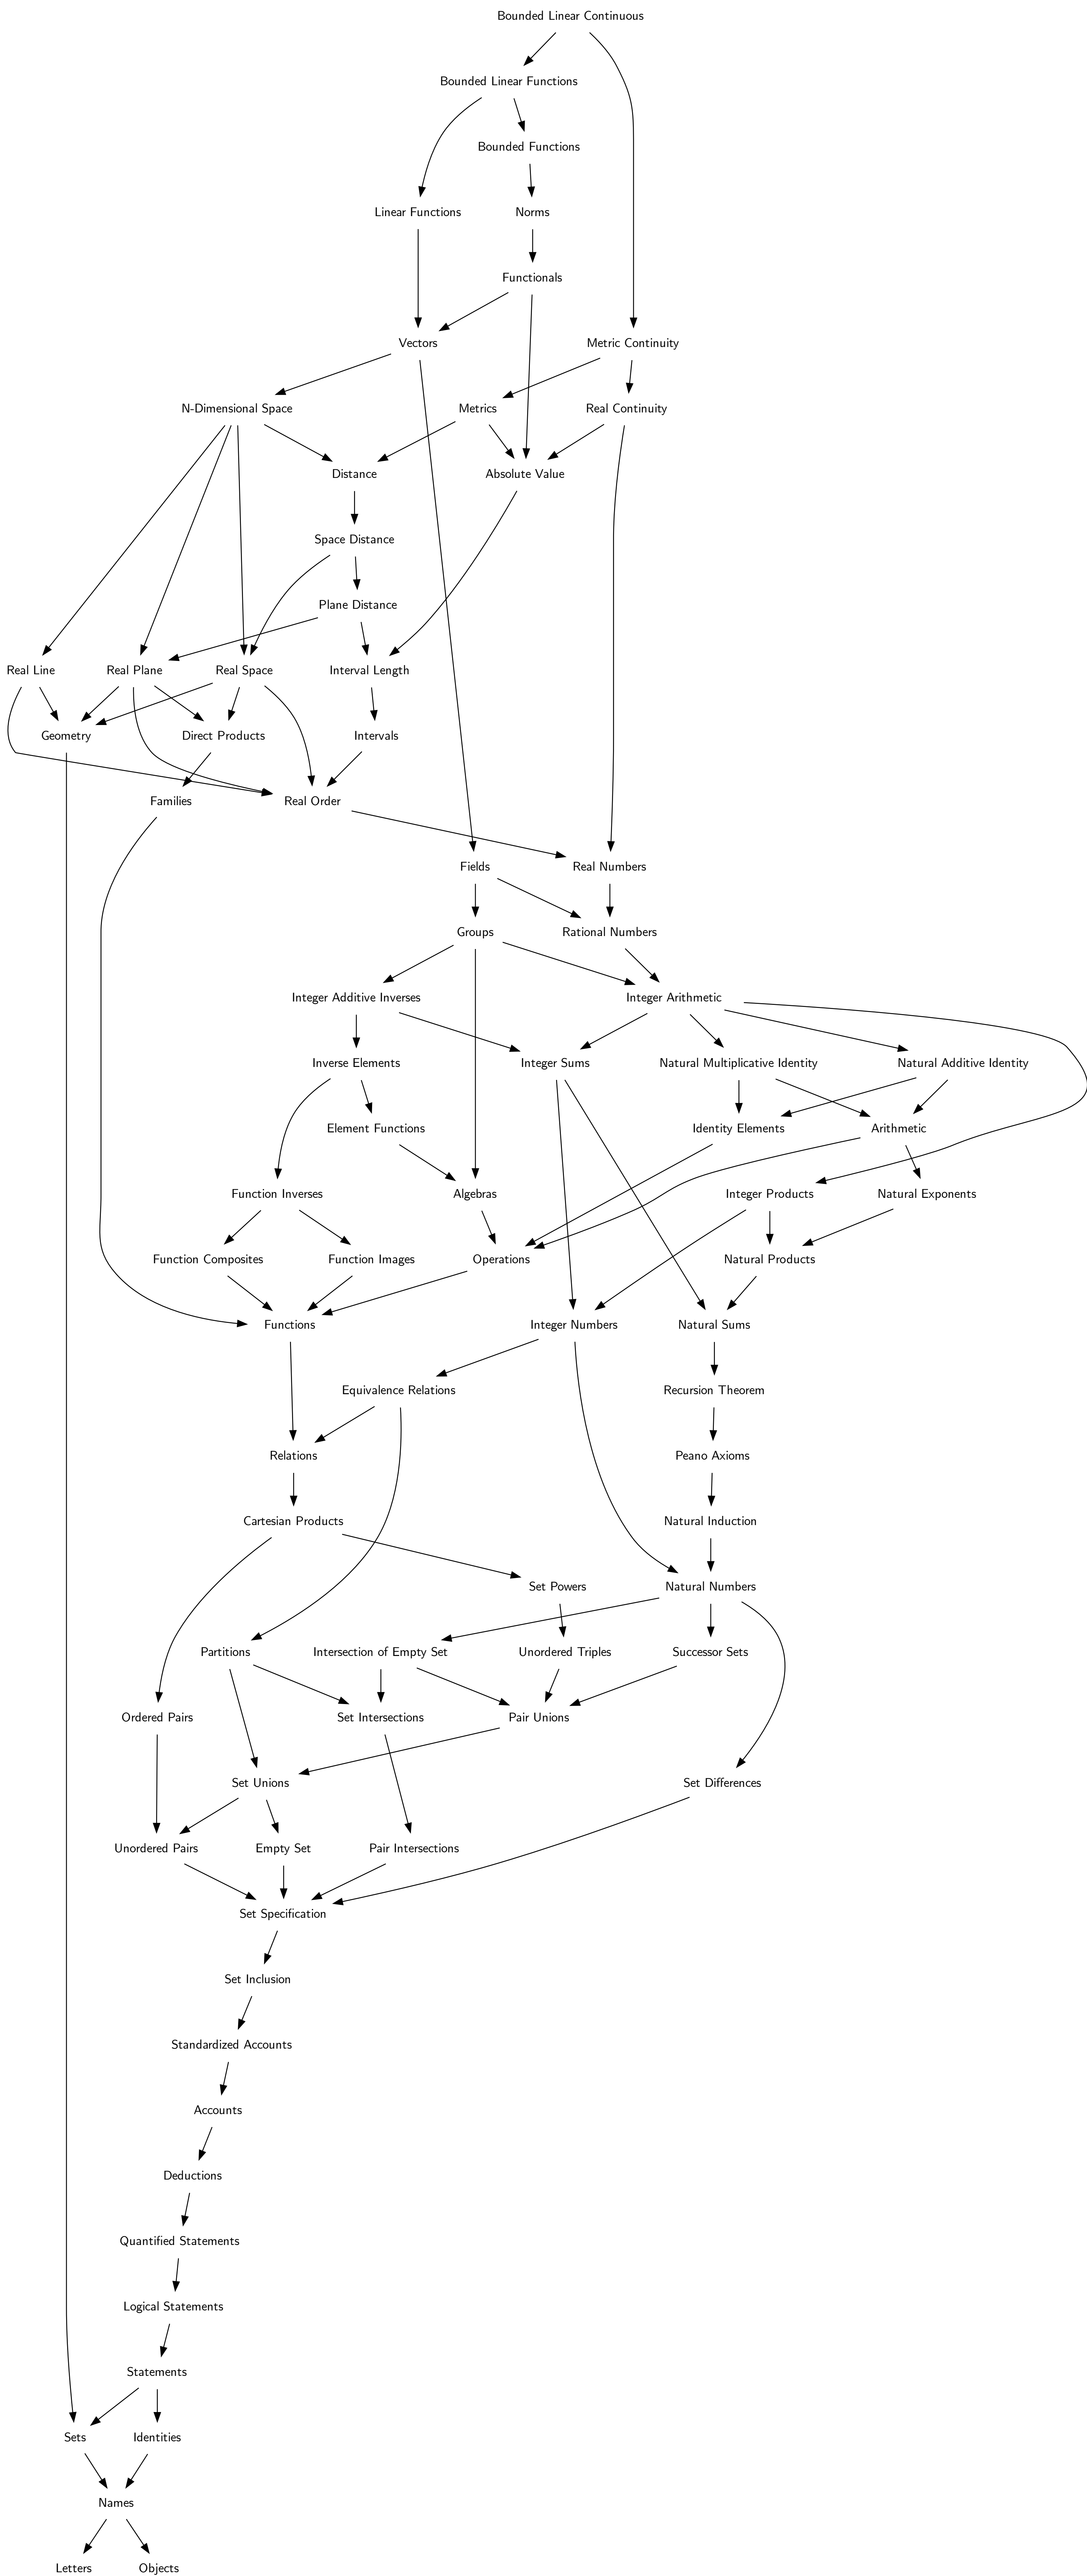 Bounded Linear Continuous
Bounded Linear Functions
Bounded Functions
Linear Functions
Norms
Functionals
Vectors
Metric Continuity
N-Dimensional Space
Metrics
Real Continuity
Distance
Absolute Value
Space Distance
Plane Distance
Real Line
Real Plane
Real Space
Interval Length
Geometry
Direct Products
Intervals
Families
Real Order
Fields
Real Numbers
Groups
Rational Numbers
Integer Additive Inverses
Integer Arithmetic
Inverse Elements
Integer Sums
Natural Multiplicative Identity
Natural Additive Identity
Element Functions
Identity Elements
Arithmetic
Function Inverses
Algebras
Integer Products
Natural Exponents
Function Composites
Function Images
Operations
Natural Products
Functions
Integer Numbers
Natural Sums
Equivalence Relations
Recursion Theorem
Relations
Peano Axioms
Cartesian Products
Natural Induction
Set Powers
Natural Numbers
Partitions
Intersection of Empty Set
Unordered Triples
Successor Sets
Ordered Pairs
Set Intersections
Pair Unions
Set Unions
Set Differences
Unordered Pairs
Empty Set
Pair Intersections
Set Specification
Set Inclusion
Standardized Accounts
Accounts
Deductions
Quantified Statements
Logical Statements
Statements
Sets
Identities
Names
Letters
Objects